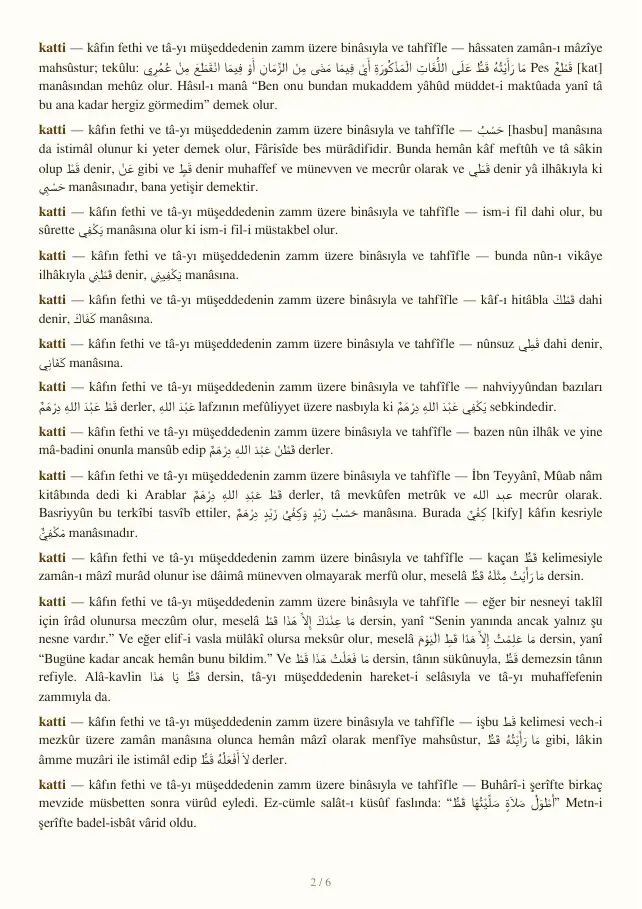 katti — kâfın fethi ve tâ-yı müşeddedenin zamm üzere binâsıyla ve tahfîfle — hâssaten zamân-ı mâzîye
mahsûstur; tekûlu: مَا رَأَيْتُهُ قَطُّ عَلَى اللُّغَاتِ الْمَذْكُورَةِ أَيْ فِيمَا مَضَى مِنَ الزَّمَانِ أَوْ فِيمَا انْقَطَعَ مِنْ عُمُرِي Pes قَطْعٌ [kat]
manâsından mehûz olur. Hâsıl-ı manâ “Ben onu bundan mukaddem yâhûd müddet-i maktûada yanî tâ
bu ana kadar hergiz görmedim” demek olur.
katti — kâfın fethi ve tâ-yı müşeddedenin zamm üzere binâsıyla ve tahfîfle — حَسْبُ [hasbu] manâsına
da istimâl olunur ki yeter demek olur, Fârisîde bes mürâdifidir. Bunda hemân kâf meftûh ve tâ sâkin
olup قَطْ denir, عَنْ gibi ve قَطٍ denir muhaffef ve münevven ve mecrûr olarak ve قَطِي denir yâ ilhâkıyla ki
حَسْبِي manâsınadır, bana yetişir demektir.
katti — kâfın fethi ve tâ-yı müşeddedenin zamm üzere binâsıyla ve tahfîfle — ism-i fil dahi olur, bu
sûrette يَكْفِي manâsına olur ki ism-i fil-i müstakbel olur.
katti — kâfın fethi ve tâ-yı müşeddedenin zamm üzere binâsıyla ve tahfîfle — bunda nûn-ı vikâye
ilhâkıyla قَطْنِي denir, يَكْفِينِي manâsına.
katti — kâfın fethi ve tâ-yı müşeddedenin zamm üzere binâsıyla ve tahfîfle — kâf-ı hitâbla قَطْكَ dahi
denir, كَفَاكَ manâsına.
katti — kâfın fethi ve tâ-yı müşeddedenin zamm üzere binâsıyla ve tahfîfle — nûnsuz قَطِي dahi denir,
كَفَانِي manâsına.
katti — kâfın fethi ve tâ-yı müşeddedenin zamm üzere binâsıyla ve tahfîfle — nahviyyûndan bazıları
قَطْ عَبْدَ اللهِ دِرْهَمٌ derler, عَبْدَ اللهِ lafzının mefûliyyet üzere nasbıyla ki يَكْفِي عَبْدَ اللهِ دِرْهَمٌ sebkindedir.
katti — kâfın fethi ve tâ-yı müşeddedenin zamm üzere binâsıyla ve tahfîfle — bazen nûn ilhâk ve yine
mâ-badini onunla mansûb edip قَطْنَ عَبْدَ اللهِ دِرْهَمٌ derler.
katti — kâfın fethi ve tâ-yı müşeddedenin zamm üzere binâsıyla ve tahfîfle — İbn Teyyânî, Mûab nâm
kitâbında dedi ki Arablar قَطْ عَبْدِ اللهِ دِرْهَمٌ derler, tâ mevkûfen metrûk ve عبد الله mecrûr olarak.
Basriyyûn bu terkîbi tasvîb ettiler, حَسْبُ زَيْدٍ وَكِفْيُ زَيْدٍ دِرْهَمٌ manâsına. Burada كِفْيٌ [kify] kâfın kesriyle
مَكْفِيٌّ manâsınadır.
katti — kâfın fethi ve tâ-yı müşeddedenin zamm üzere binâsıyla ve tahfîfle — kaçan قَطُّ kelimesiyle
zamân-ı mâzî murâd olunur ise dâimâ münevven olmayarak merfû olur, meselâ مَا رَأَيْتُ مِثْلَهُ قَطُّ dersin.
katti — kâfın fethi ve tâ-yı müşeddedenin zamm üzere binâsıyla ve tahfîfle — eğer bir nesneyi taklîl
için îrâd olunursa meczûm olur, meselâ مَا عِنْدَكَ إِلاَّ هَذَا قَطْ dersin, yanî “Senin yanında ancak yalnız şu
nesne vardır.” Ve eğer elif-i vasla mülâkî olursa meksûr olur, meselâ مَا عَلِمْتُ إِلاَّ هَذَا قَطِ الْيَوْمَ dersin, yanî
“Bugüne kadar ancak hemân bunu bildim.” Ve مَا فَعَلْتُ هَذَا قَطْ dersin, tânın sükûnuyla, قَطُّ demezsin tânın
refiyle. Alâ-kavlin قَطُّ يَا هَذَا dersin, tâ-yı müşeddedenin hareket-i selâsıyla ve tâ-yı muhaffefenin
zammıyla da.
katti — kâfın fethi ve tâ-yı müşeddedenin zamm üzere binâsıyla ve tahfîfle — işbu قط kelimesi vech-i
mezkûr üzere zamân manâsına olunca hemân mâzî olarak menfîye mahsûstur, مَا رَأَيْتُهُ قَطُّ gibi, lâkin
âmme muzâri ile istimâl edip لاَ أَفْعَلُهُ قَطُّ derler.
katti — kâfın fethi ve tâ-yı müşeddedenin zamm üzere binâsıyla ve tahfîfle — Buhârî-i şerîfte birkaç
mevzide müsbetten sonra vürûd eyledi. Ez-cümle salât-ı küsûf faslında: “أَطْوَلُ صَلاَةٍ صَلَّيْتُهَا قَطُّ” Metn-i
şerîfte badel-isbât vârid oldu.
2 / 6